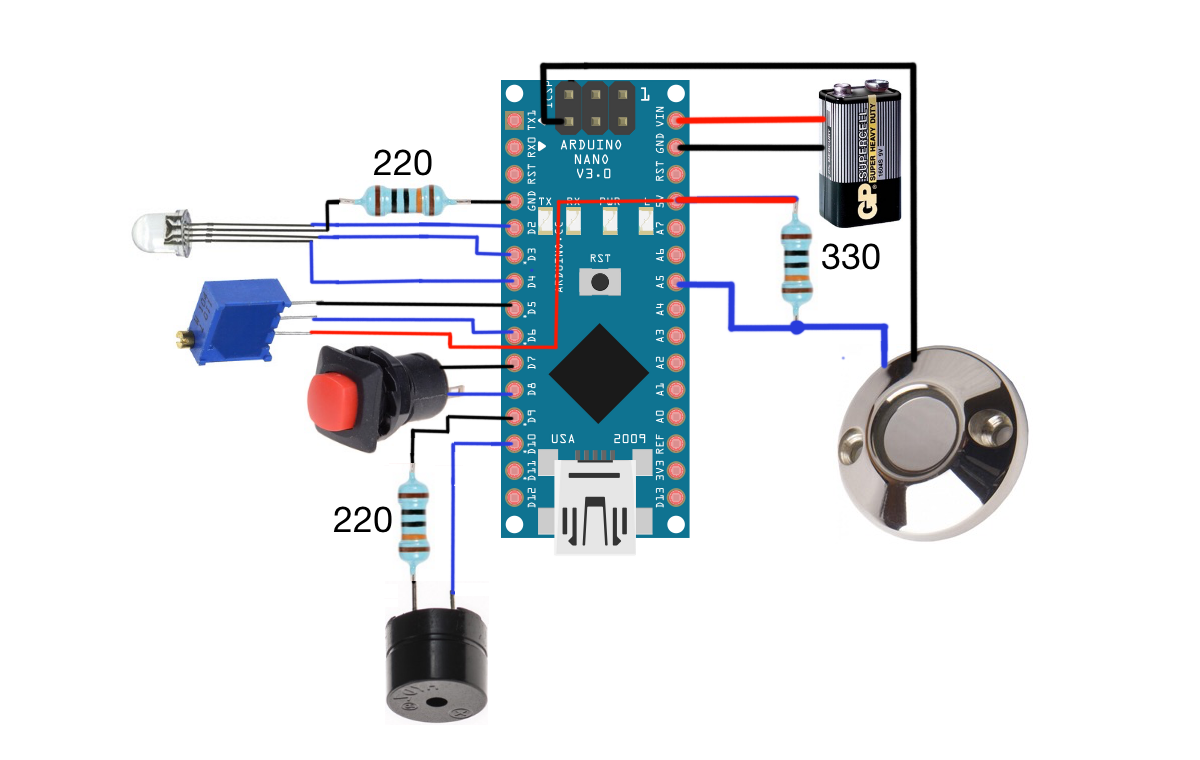 220
220
330
ICSP
1
ARDUINO
NANO
V3.0
TX1
RX0
RST
GND
D2
D3
D4
D5
D6
D7
D8
D9
D10
D11
D12
VIN
GND
RST
5V
A7
A6
A5
A4
A3
A2
A1
A0
REF
3V3
D13
TX
RX
PWR
L
RST
USA
2009
GP
SUPERCELL
SUPER HEAVY DUTY
1604S 9V